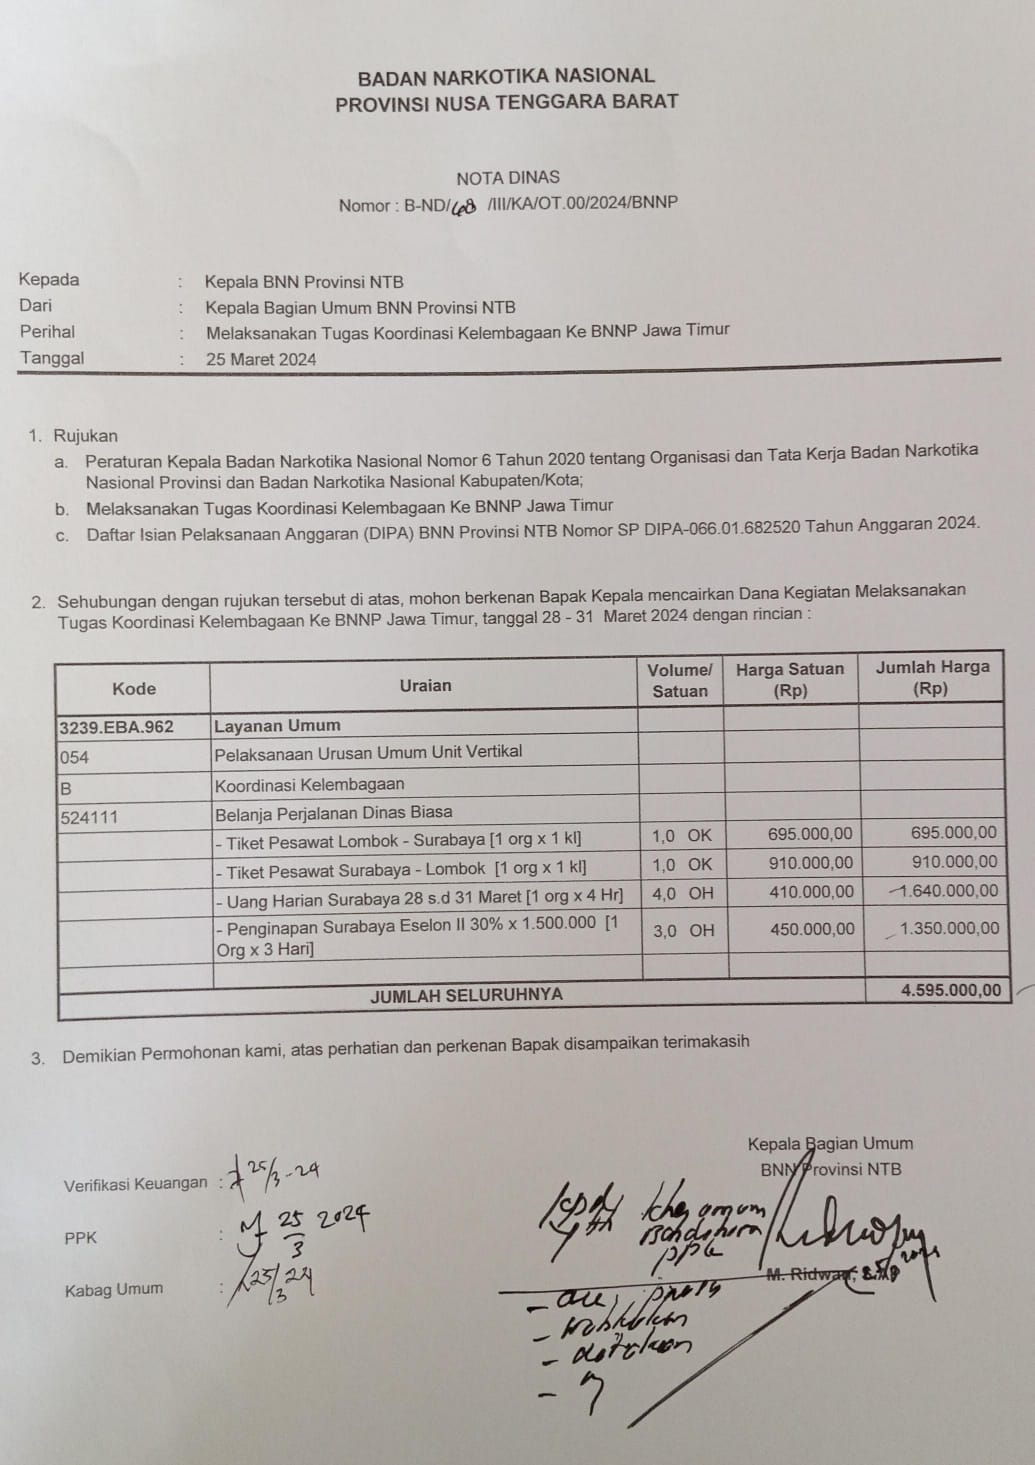 BADAN NARKOTIKA NASIONAL
PROVINSI NUSA TENGGARA BARAT
NOTA DINAS
Nomor : B-ND/ /III/KA/OT.00/2024/BNNP
Kepada : Kepala BNN Provinsi NTB
Dari : Kepala Bagian Umum BNN Provinsi NTB
Perihal : Melaksanakan Tugas Koordinasi Kelembagaan Ke BNNP Jawa Timur
Tanggal : 25 Maret 2024
1. Rujukan
a. Peraturan Kepala Badan Narkotika Nasional Nomor 6 Tahun 2020 tentang Organisasi dan Tata Kerja Badan Narkotika
Nasional Provinsi dan Badan Narkotika Nasional Kabupaten/Kota;
b. Melaksanakan Tugas Koordinasi Kelembagaan Ke BNNP Jawa Timur
c. Daftar Isian Pelaksanaan Anggaran (DIPA) BNN Provinsi NTB Nomor SP DIPA-066.01.682520 Tahun Anggaran 2024.
2. Sehubungan dengan rujukan tersebut di atas, mohon berkenan Bapak Kepala mencairkan Dana Kegiatan Melaksanakan
Tugas Koordinasi Kelembagaan Ke BNNP Jawa Timur, tanggal 28 - 31 Maret 2024 dengan rincian :
Kode Uraian Volume/ Satuan Harga Satuan (Rp) Jumlah Harga (Rp)
3239.EBA.962 Layanan Umum
054 Pelaksanaan Urusan Umum Unit Vertikal
B Koordinasi Kelembagaan
524111 Belanja Perjalanan Dinas Biasa
- Tiket Pesawat Lombok - Surabaya [1 org x 1 kl] 1,0 OK 695.000,00 695.000,00
- Tiket Pesawat Surabaya - Lombok [1 org x 1 kl] 1,0 OK 910.000,00 910.000,00
- Uang Harian Surabaya 28 s.d 31 Maret [1 org x 4 Hr] 4,0 OH 410.000,00 1.640.000,00
- Penginapan Surabaya Eselon II 30% x 1.500.000 [1
Org x 3 Hari] 3,0 OH 450.000,00 1.350.000,00
JUMLAH SELURUHNYA 4.595.000,00
3. Demikian Permohonan kami, atas perhatian dan perkenan Bapak disampaikan terimakasih
Kepala Bagian Umum
BNN Provinsi NTB
Verifikasi Keuangan : 25/3-24
PPK : 25/3 2024
Kabag Umum : 25/3 24
PPK
M. Ridwan, S.AP